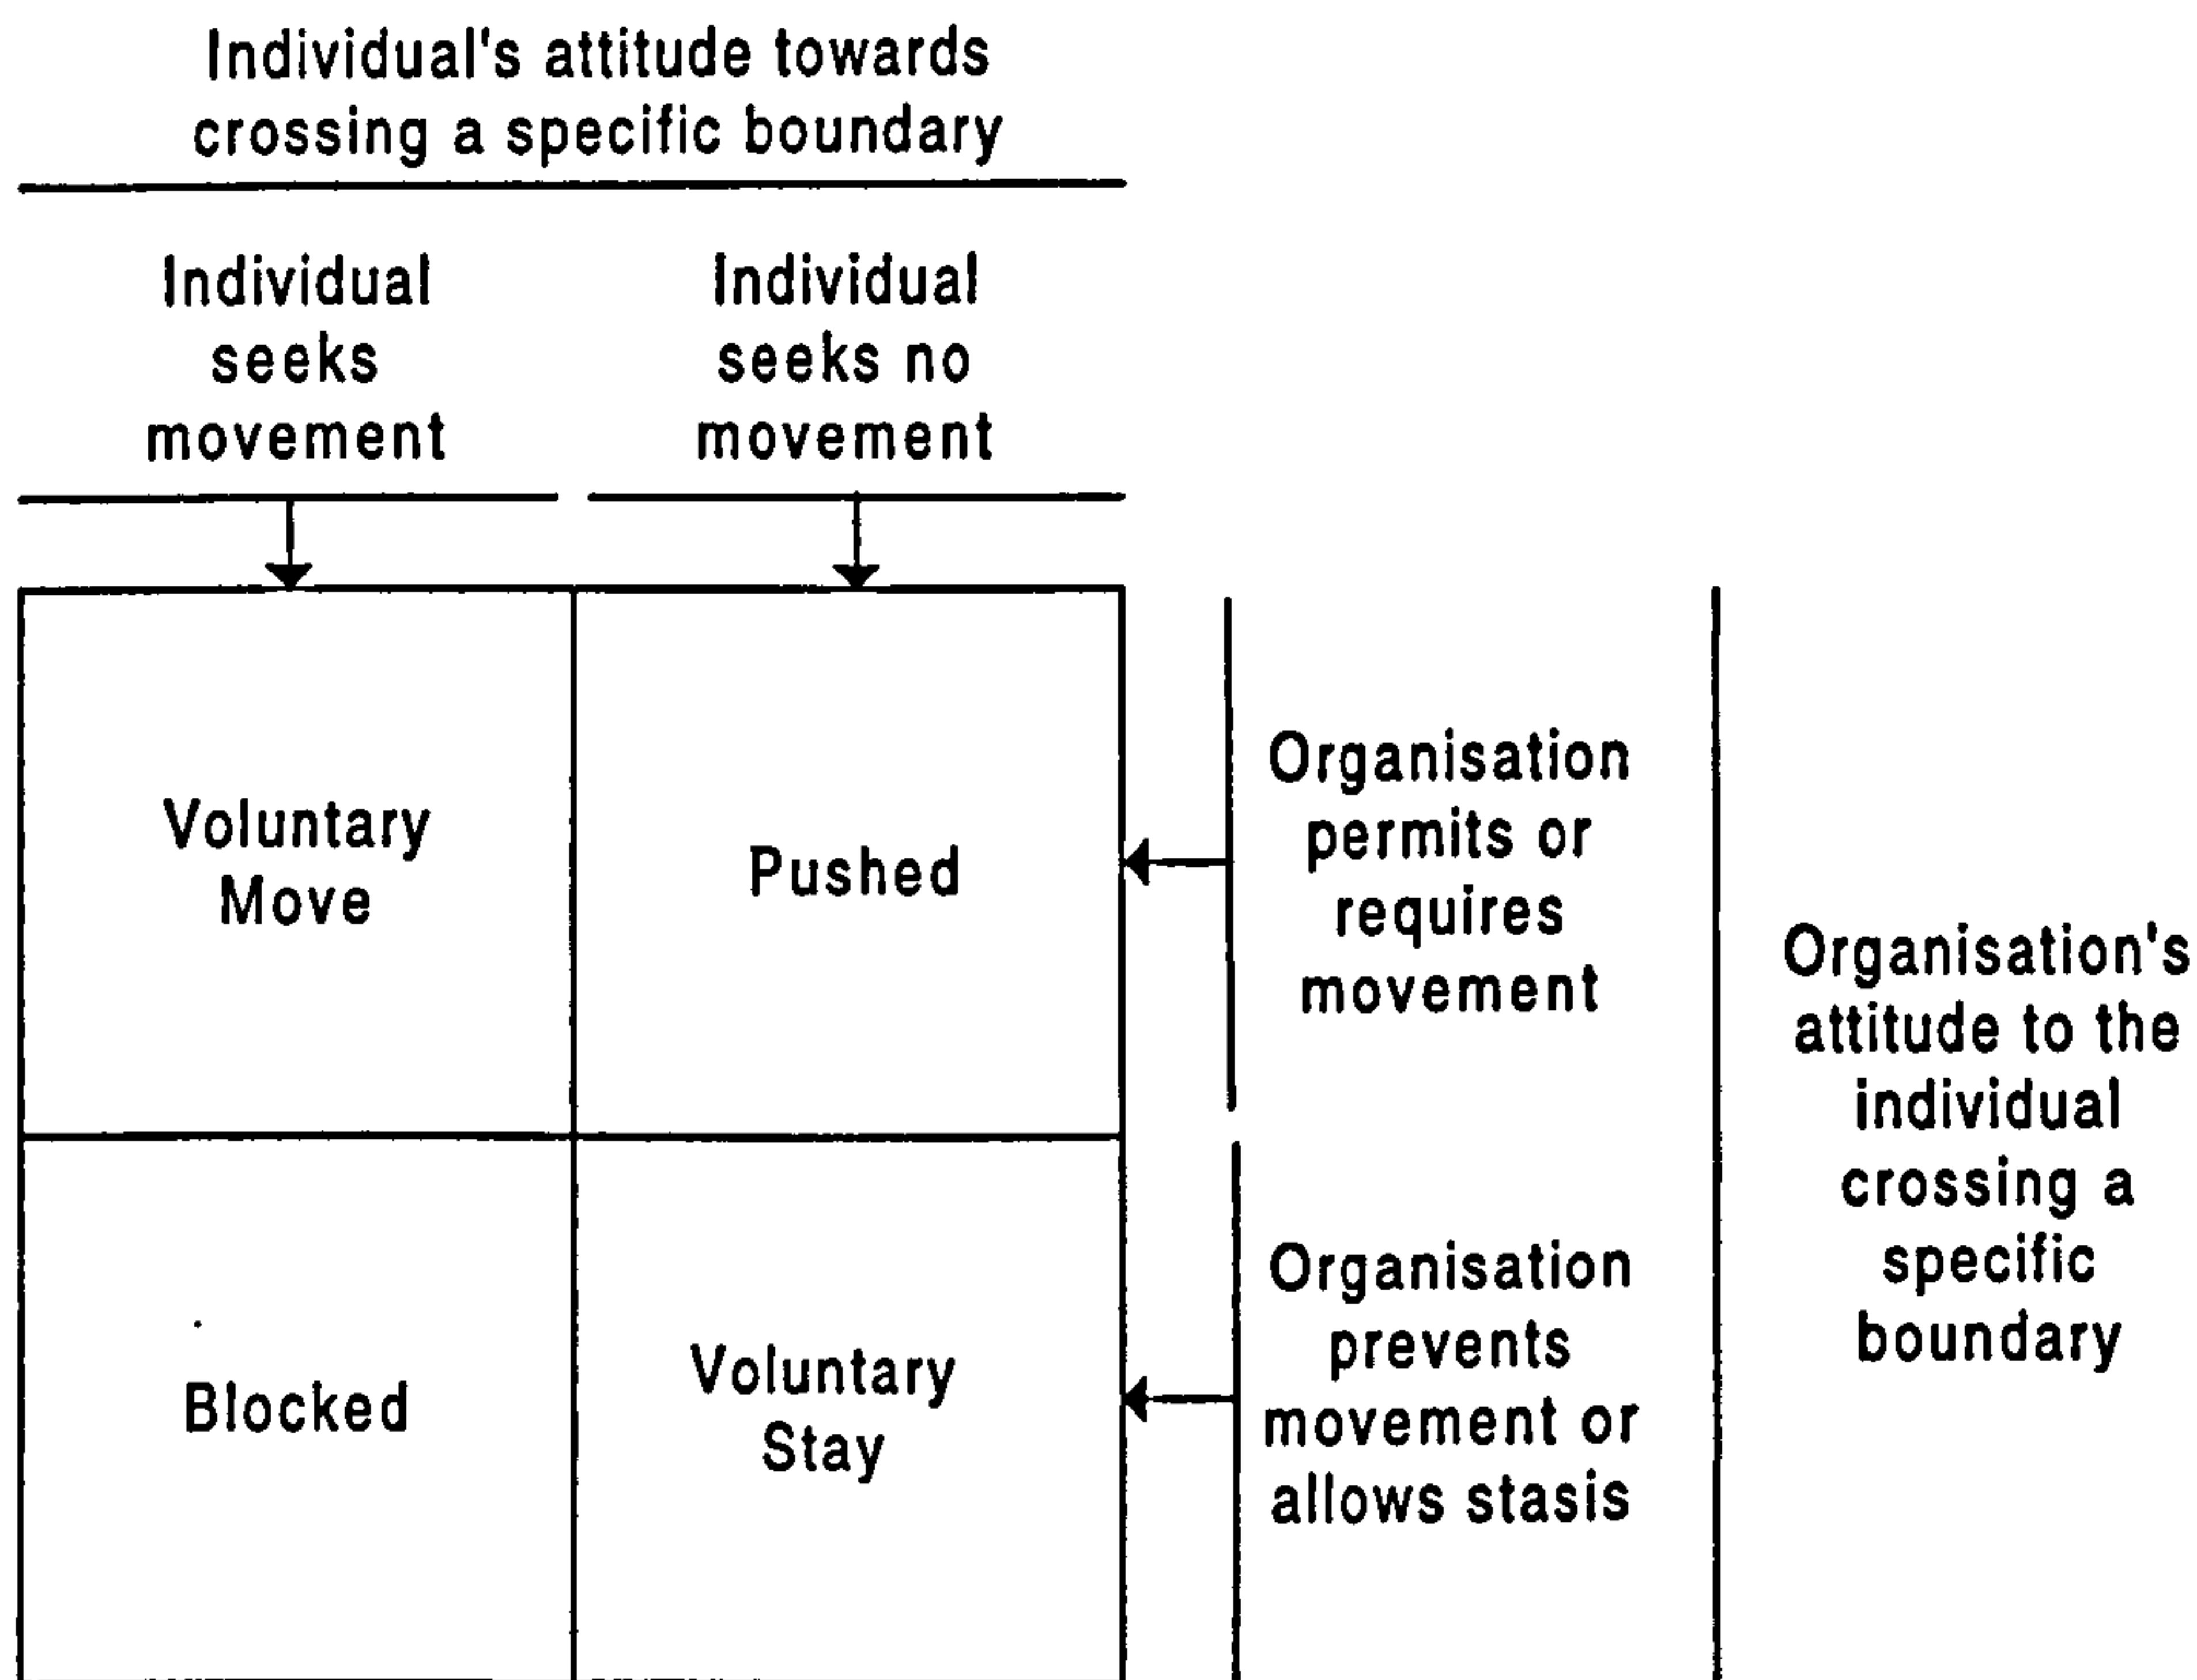 Individual's attitude towards
crossing a specific boundary
Individual
seeks
movement
Individual
seeks no
movement
Voluntary
Move
Pushed
Organisation
permits or
requires
movement
Blocked
Voluntary
Stay
Organisation
prevents
movement or
allows stasis
Organisation's
attitude to the
individual
crossing a
specific
boundary